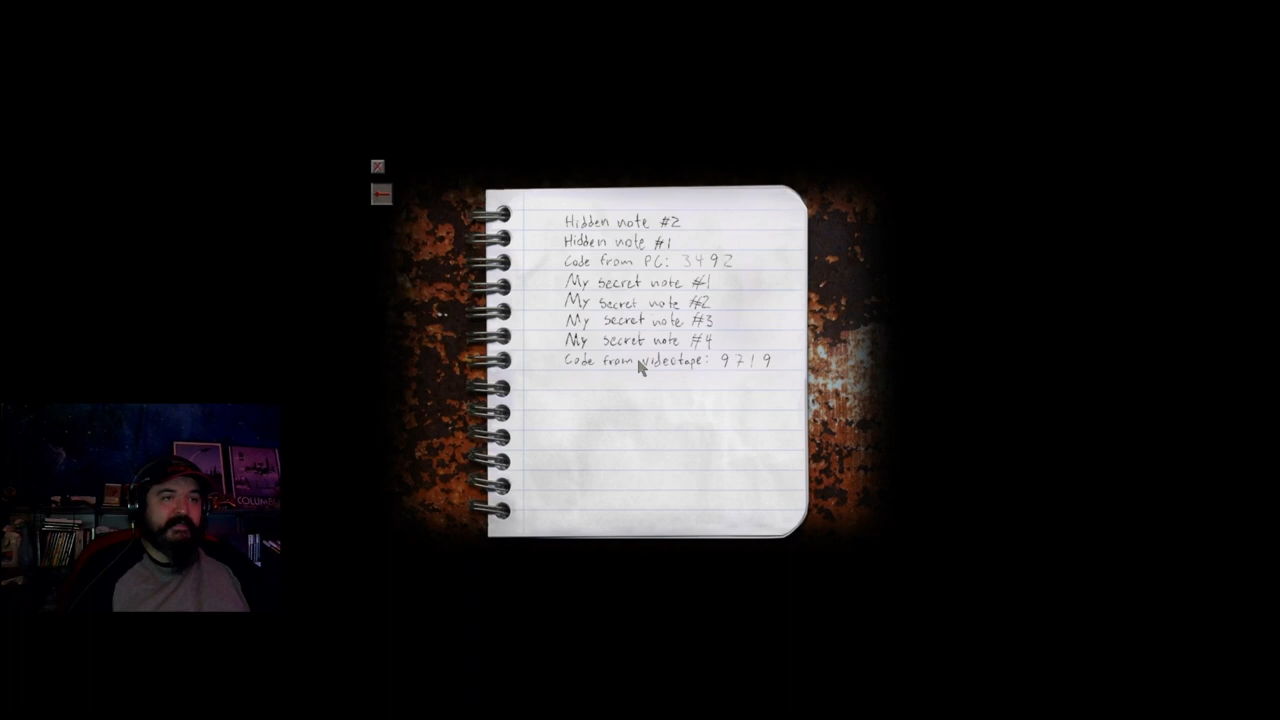 Hidden note #2
Hidden note #1
Code from PC: 3492
My secret note #1
My secret note #2
My secret note #3
My secret note #4
Code from videotape: 9719